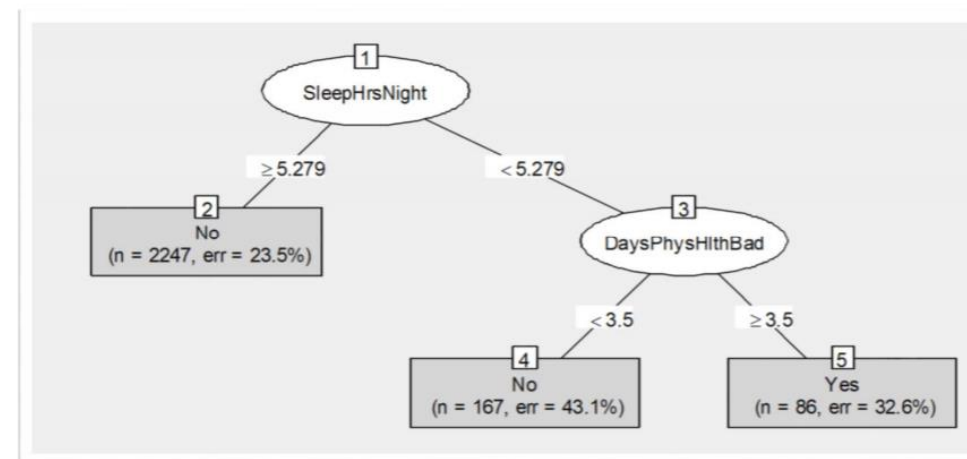 1
SleepHrsNight
≥ 5.279
< 5.279
2
No
(n = 2247, err = 23.5%)
3
DaysPhysHlthBad
< 3.5
≥ 3.5
4
No
(n = 167, err = 43.1%)
5
Yes
(n = 86, err = 32.6%)